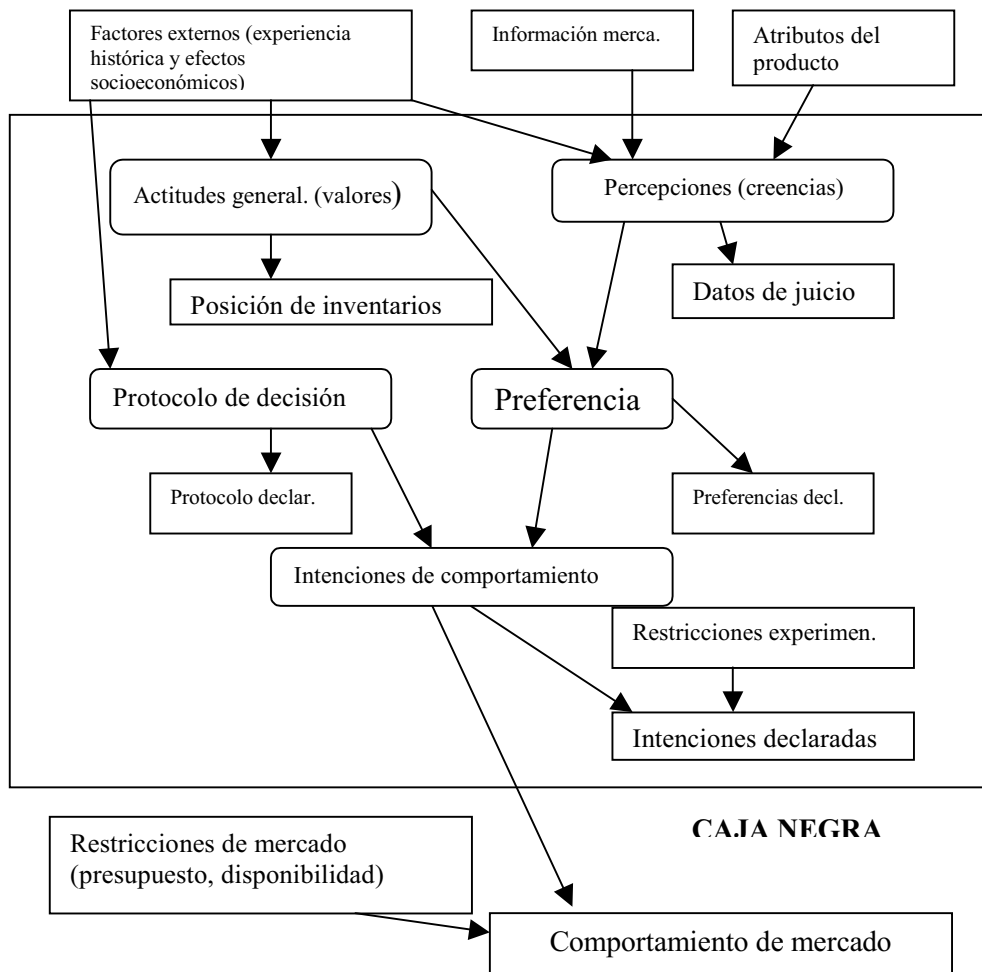 Factores externos (experiencia
histórica y efectos
socioeconómicos)
Información merca.
Atributos del
producto
Actitudes general. (valores)
Percepciones (creencias)
Posición de inventarios
Datos de juicio
Protocolo de decisión
Preferencia
Protocolo declar.
Preferencias decl.
Intenciones de comportamiento
Restricciones experimen.
Intenciones declaradas
CAJA NEGRA
Restricciones de mercado
(presupuesto, disponibilidad)
Comportamiento de mercado